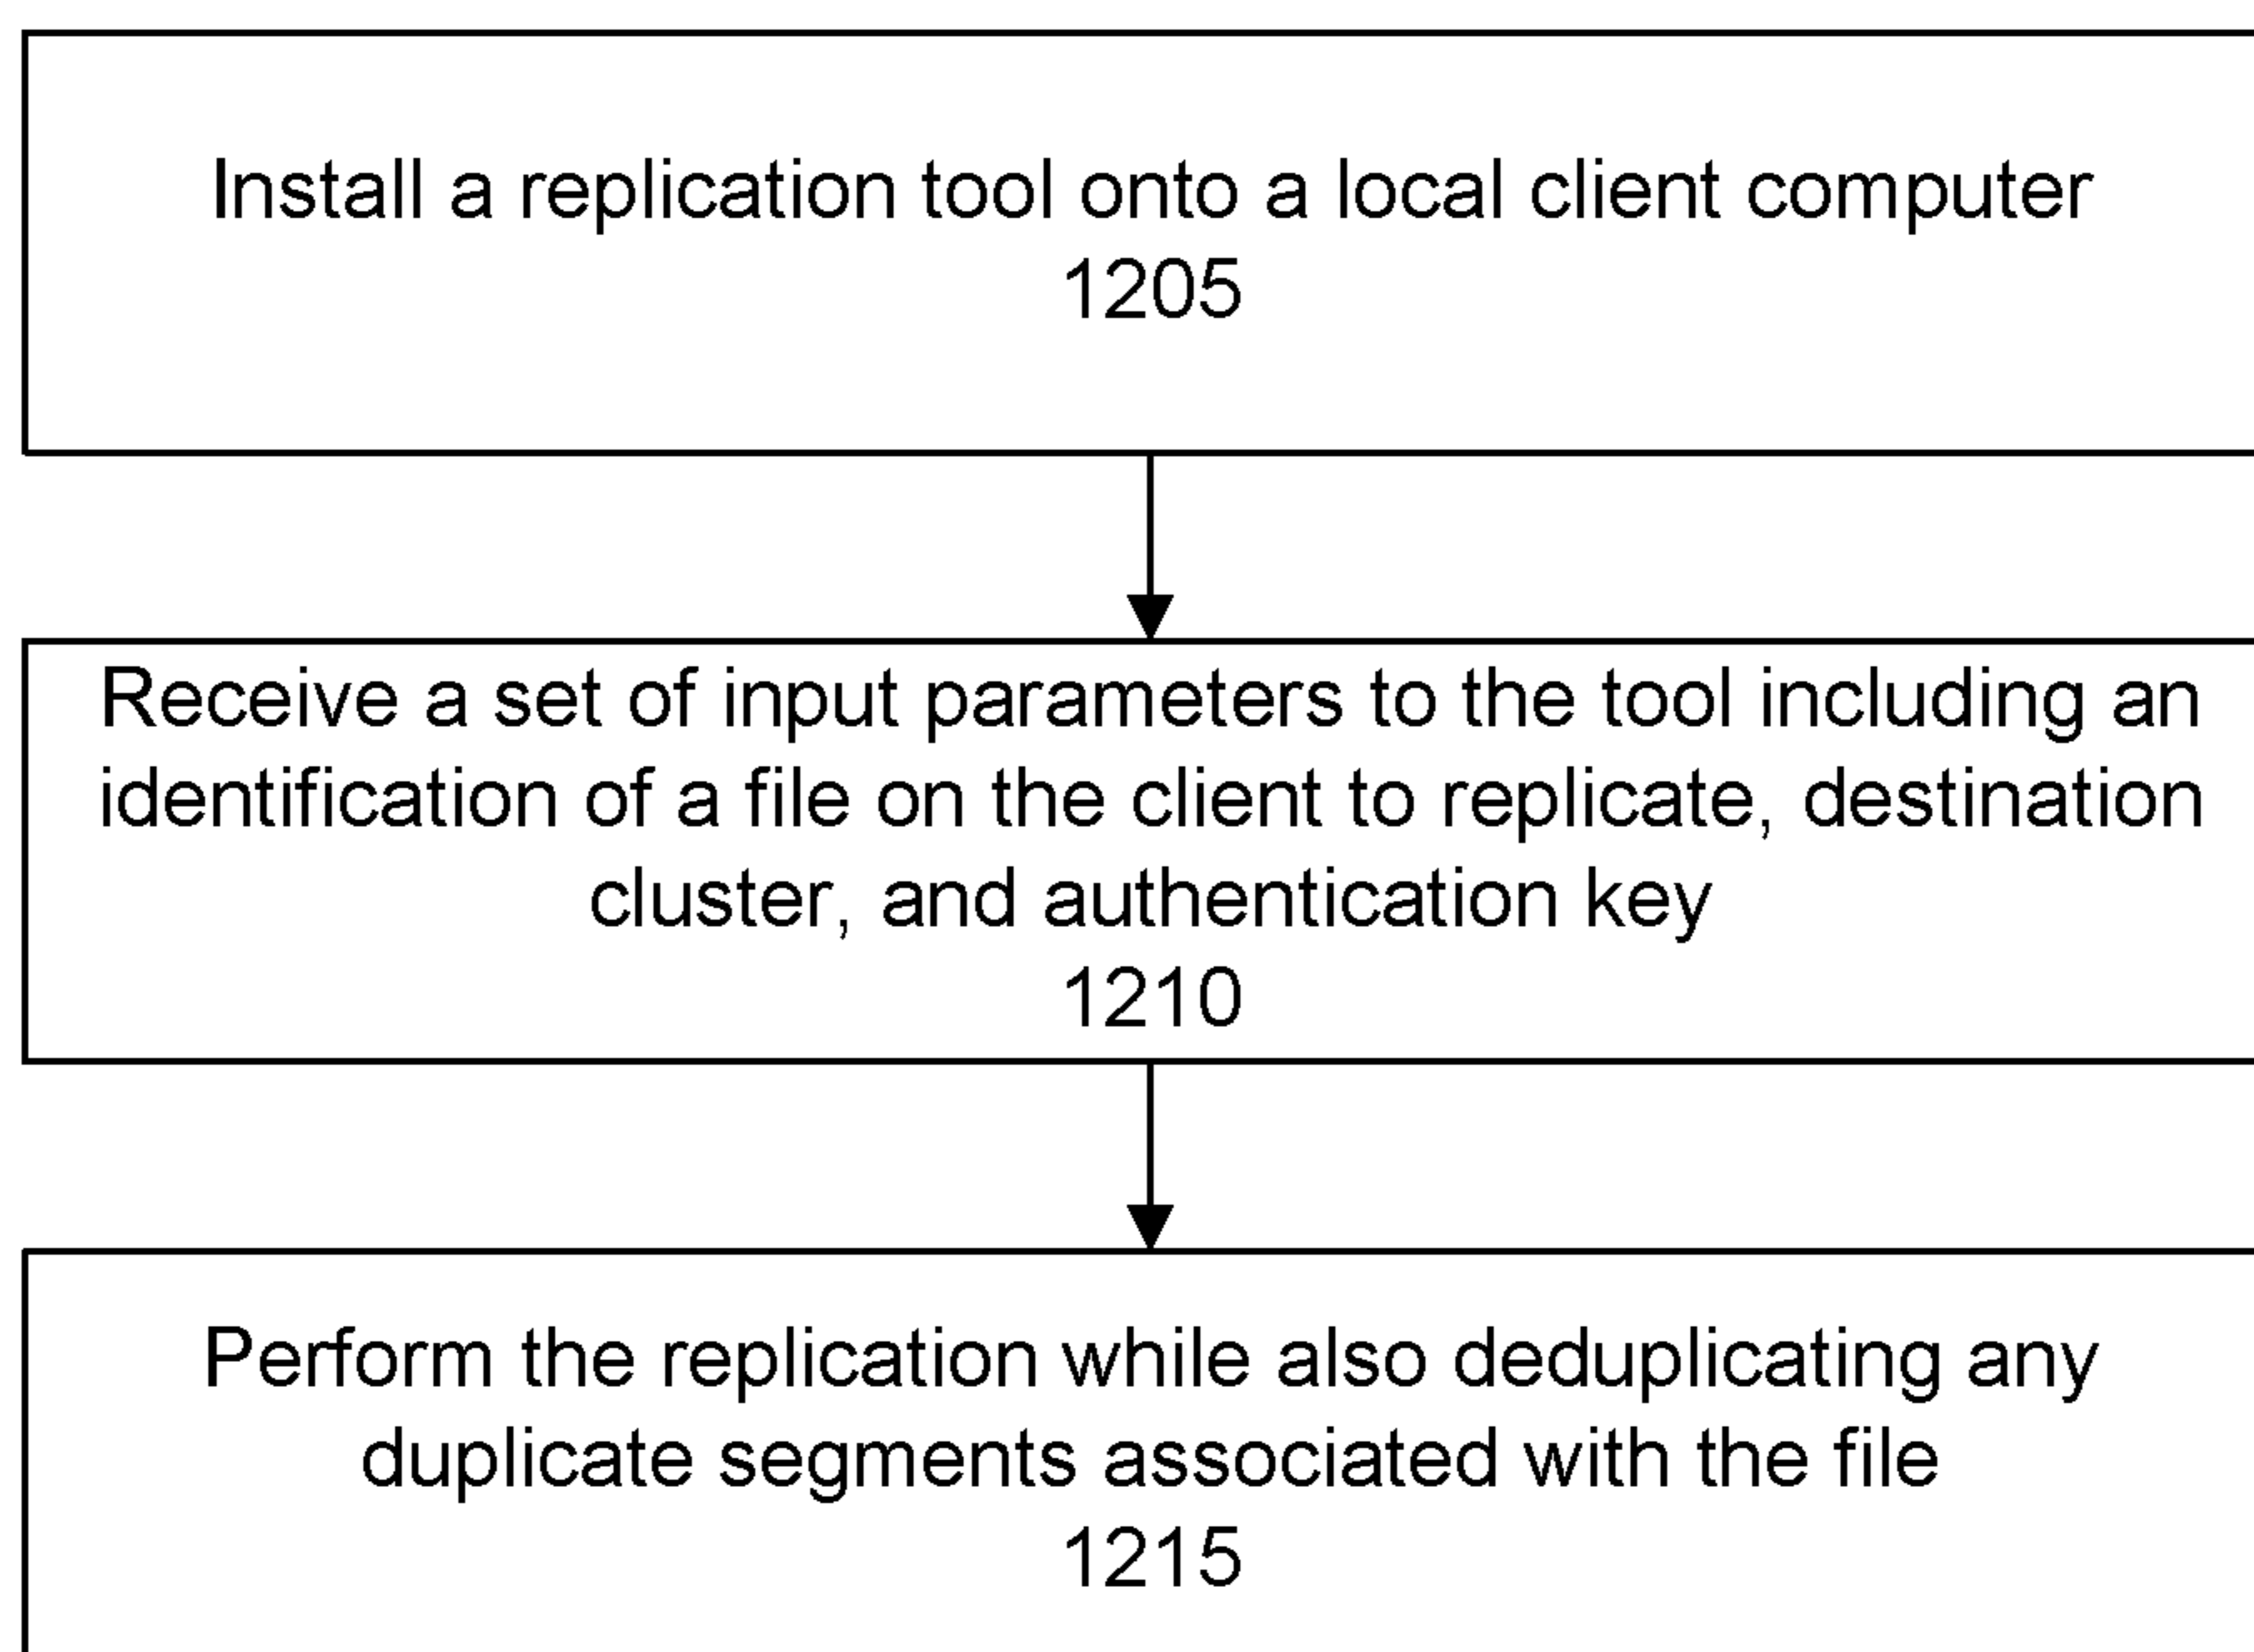 Install a replication tool onto a local client computer
1205
Receive a set of input parameters to the tool including an
identification of a file on the client to replicate, destination
cluster, and authentication key
1210
Perform the replication while also deduplicating any
duplicate segments associated with the file
1215